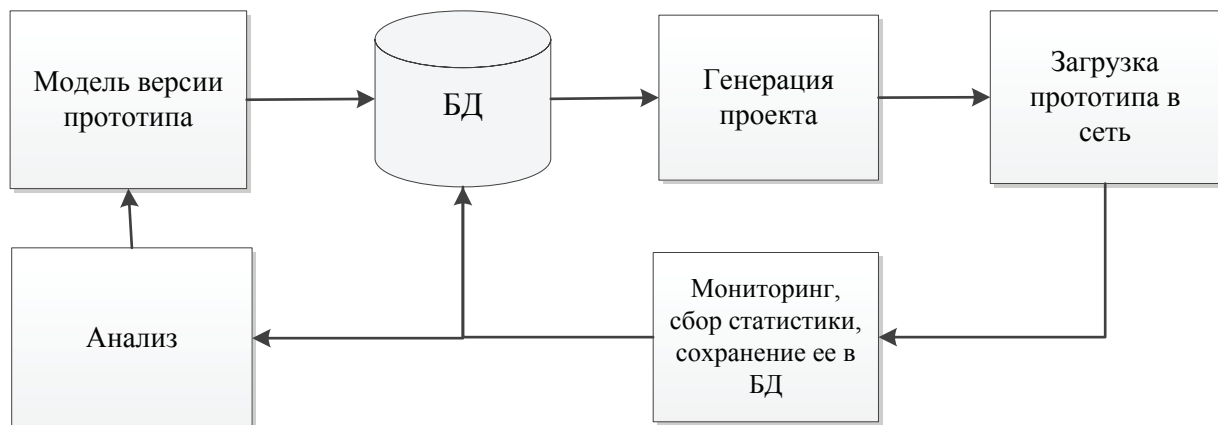 Модель версии
прототипа
БД
Генерация
проекта
Загрузка
прототипа в
сеть
Анализ
Мониторинг,
сбор статистики,
сохранение ее в
БД